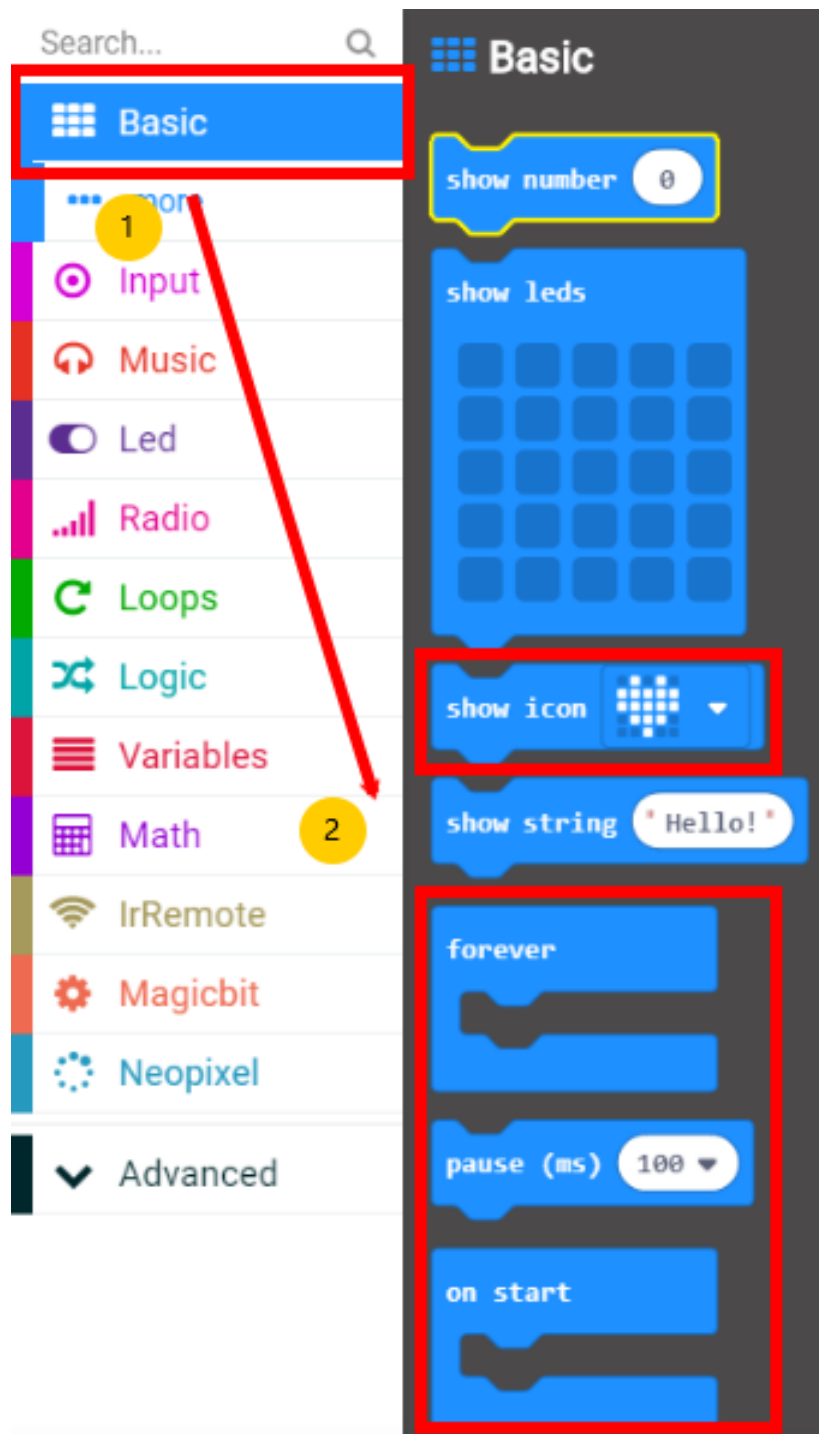 Search...
Basic
more
1
Input
Music
Led
Radio
Loops
Logic
Variables
Math
2
IrRemote
Magicbit
Neopixel
Advanced
Basic
show number 0
show leds
show icon
show string "Hello!"
forever
pause (ms) 100
on start